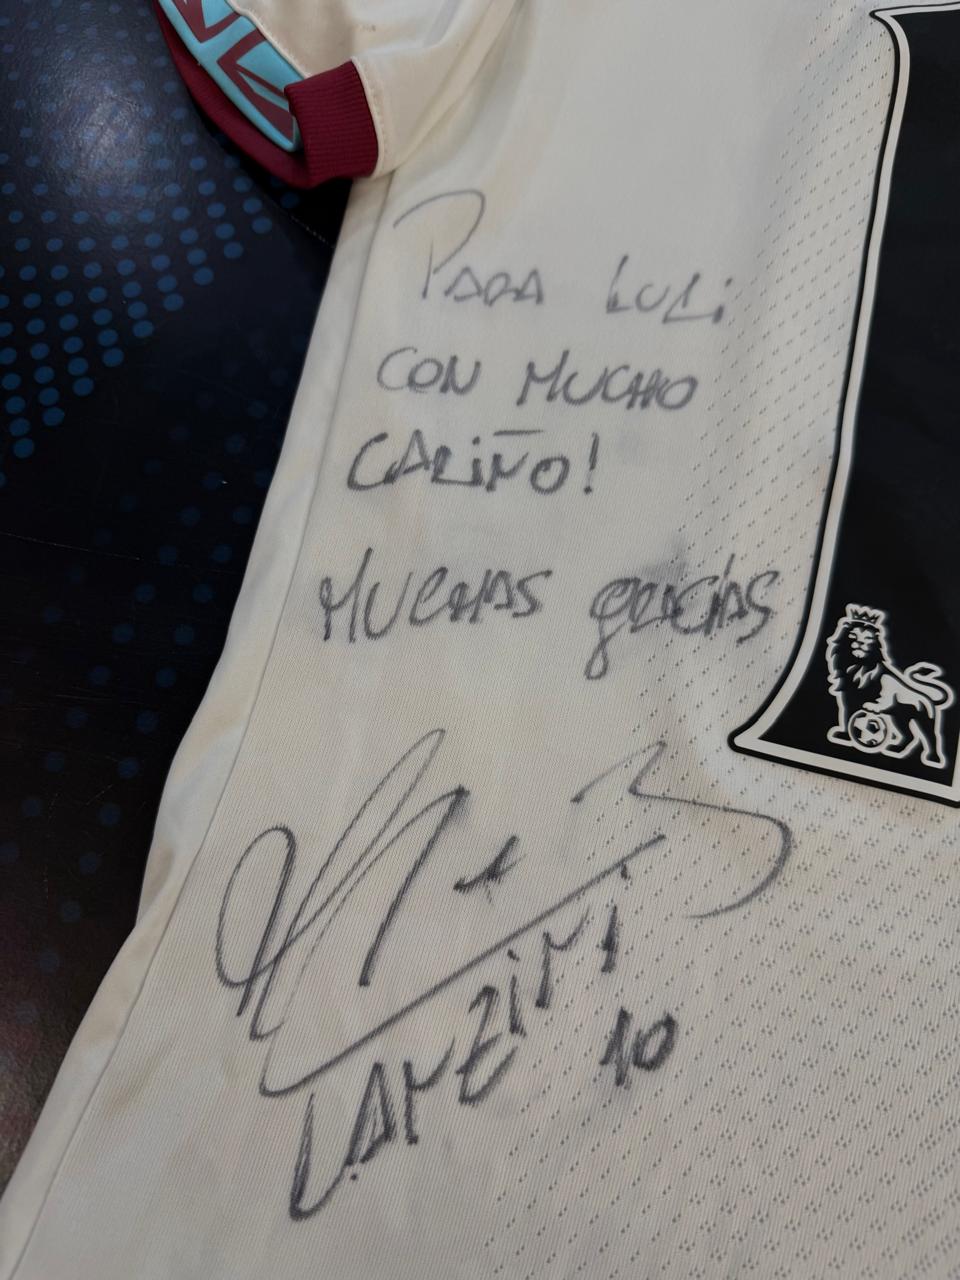 PARA LULI
CON MUCHO
CARIÑO!
MUCHAS gRACIAS
LANZINI
10